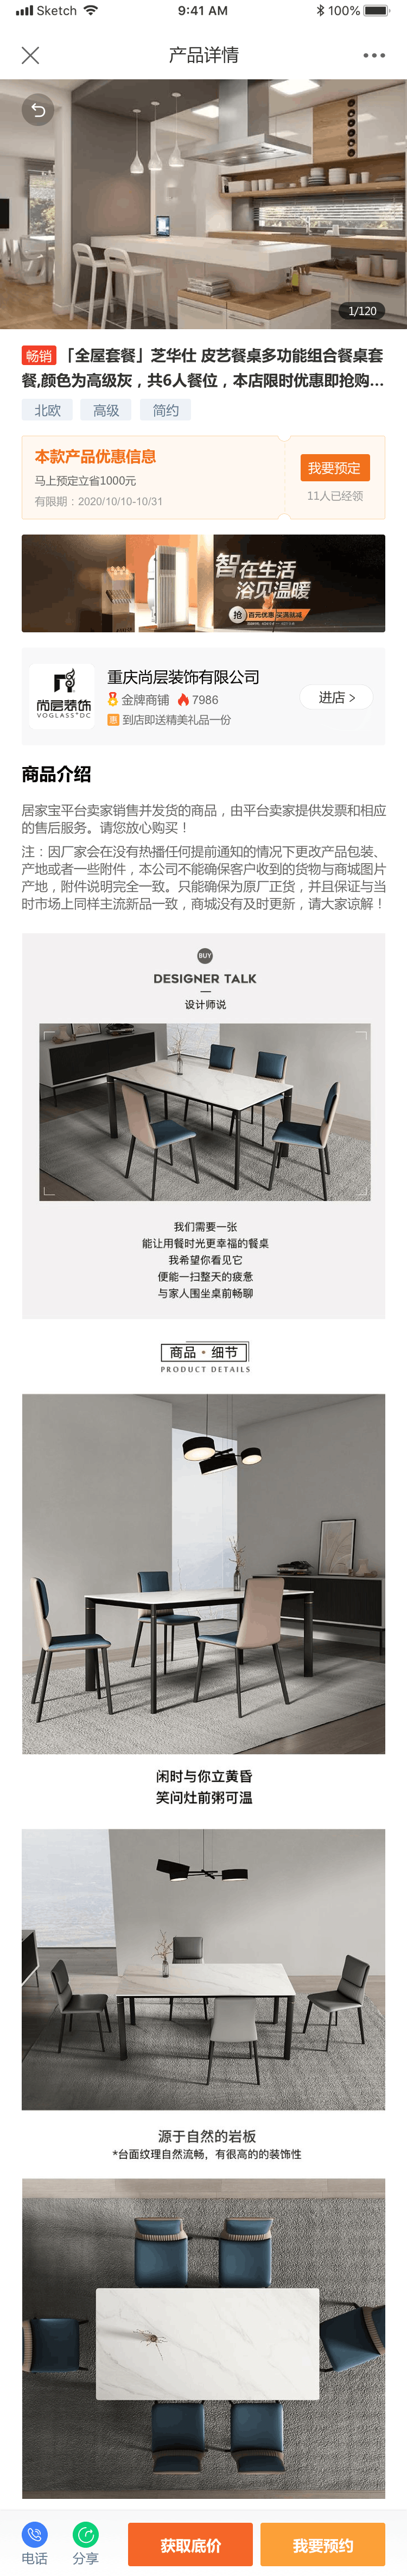 Sketch 9:41 AM 100%
产品详情
1/120
畅销「全屋套餐」芝华仕 皮艺餐桌多功能组合餐桌套
餐,颜色为高级灰，共6人餐位，本店限时优惠即抢购...
北欧 高级 简约
本款产品优惠信息
马上预定立省1000元
有限期：2020/10/10-10/31
我要预定
11人已经领
智在生活
浴见温暖
抢 百元优惠 买满就减
尚层装饰
VOGLASS*DC
重庆尚层装饰有限公司
金牌商铺 7986
惠 到店即送精美礼品一份
进店 >
商品介绍
居家宝平台卖家销售并发货的商品，由平台卖家提供发票和相应
的售后服务。请您放心购买！
注：因厂家会在没有热播任何提前通知的情况下更改产品包装、
产地或者一些附件，本公司不能确保客户收到的货物与商城图片
产地，附件说明完全一致。只能确保为原厂正货，并且保证与当
时市场上同样主流新品一致，商城没有及时更新，请大家谅解！
BUY
DESIGNER TALK
设计师说
我们需要一张
能让用餐时光更幸福的餐桌
我希望你看见它
便能一扫整天的疲惫
与家人围坐桌前畅聊
商品·细节
PRODUCT DETAILS
闲时与你立黄昏
笑问灶前粥可温
源于自然的岩板
*台面纹理自然流畅，有很高的的装饰性
电话 分享 获取底价 我要预约